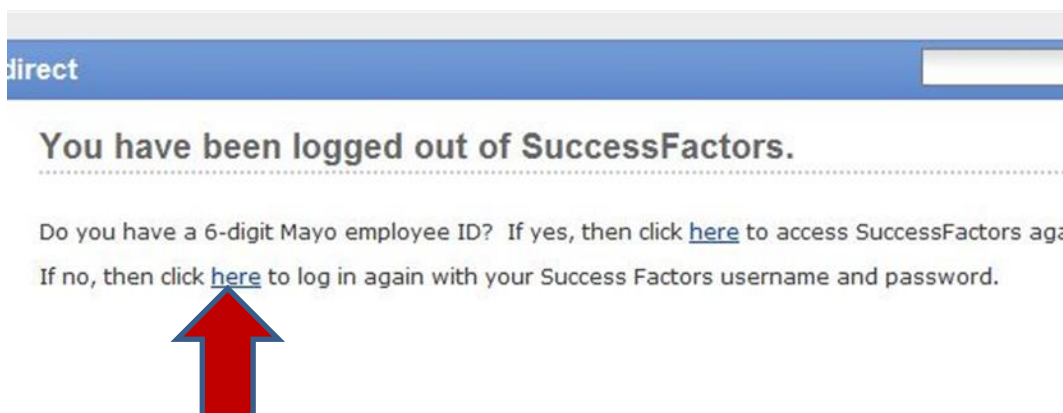 You have been logged out of SuccessFactors.
Do you have a 6-digit Mayo employee ID?  If yes, then click here to access SuccessFactors
If no, then click here to log in again with your Success Factors username and password.